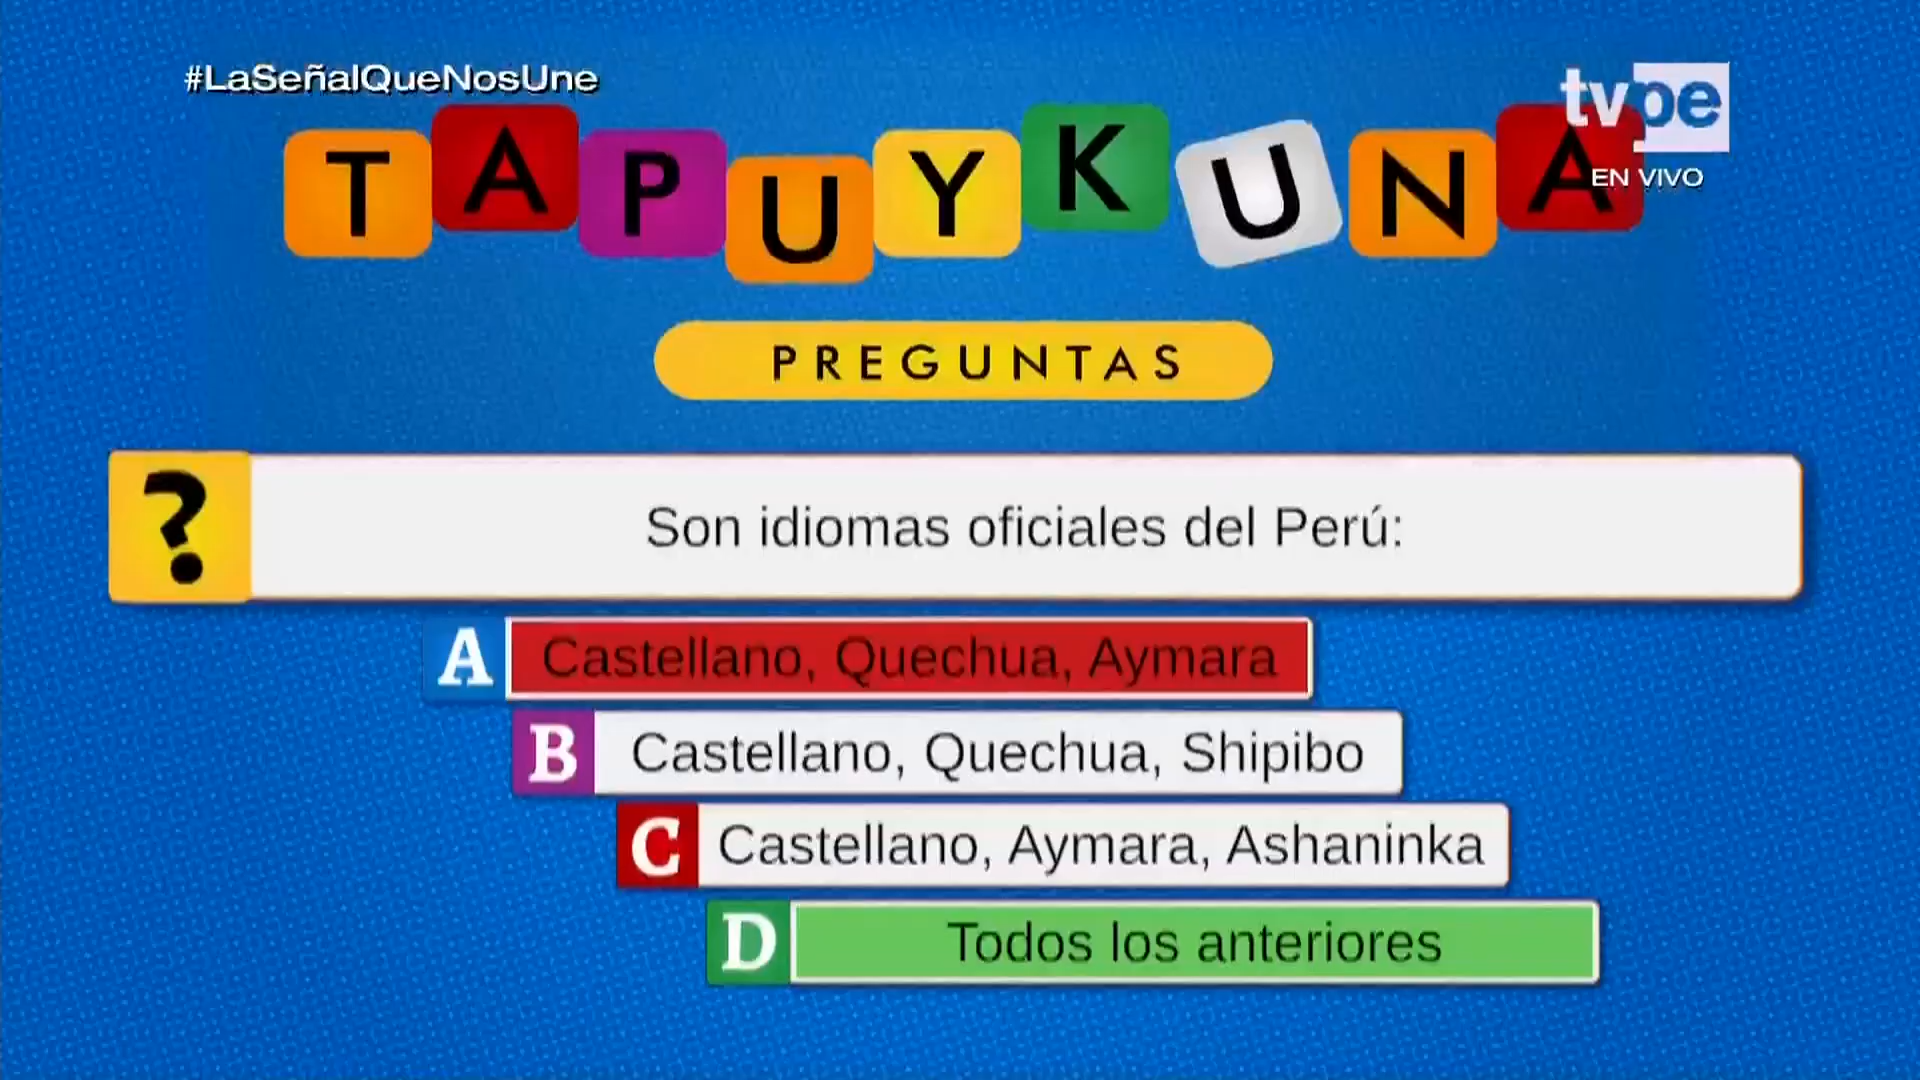 #LaSeñalQueNosUne
tvpe
EN VIVO
TAPUYKUNA
PREGUNTAS
? Son idiomas oficiales del Perú:
A Castellano, Quechua, Aymara
B Castellano, Quechua, Shipibo
C Castellano, Aymara, Ashaninka
D Todos los anteriores